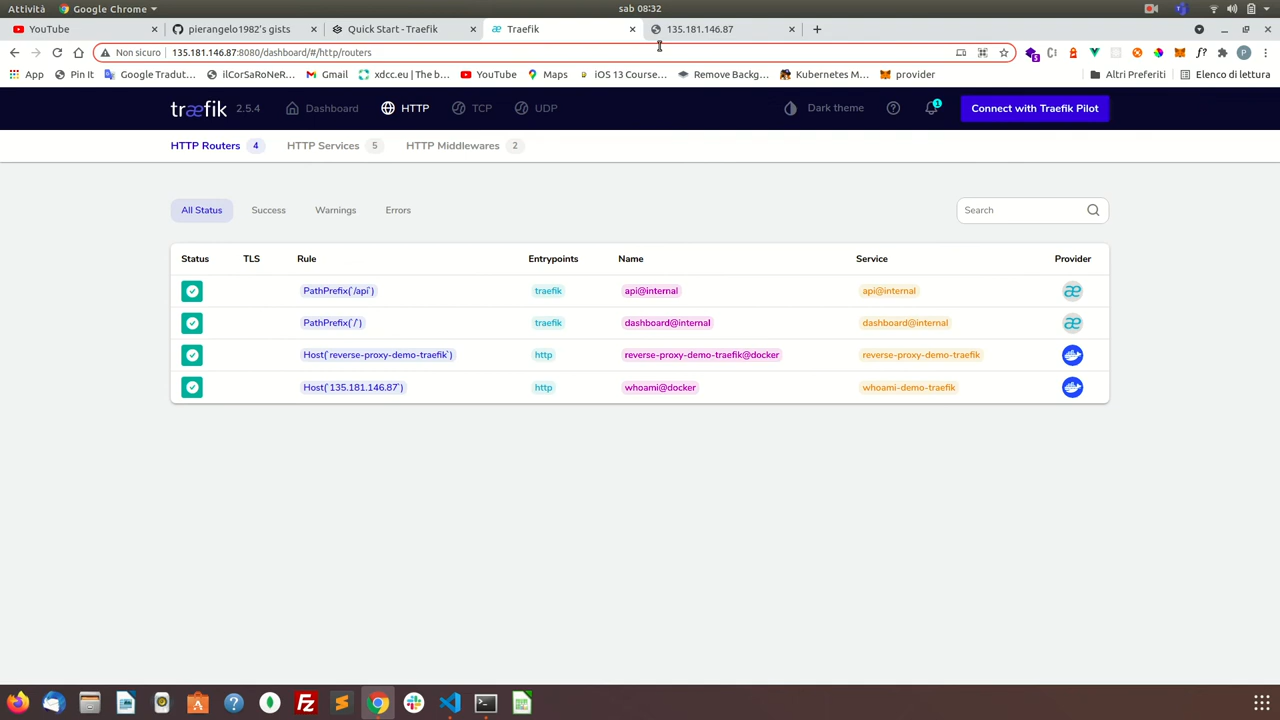 Attività
Google Chrome
sab 08:32
YouTube
pierangelo1982's gists
Quick Start - Traefik
Traefik
135.181.146.87
Non sicuro
135.181.146.87:8080/dashboard/#/http/routers
App
Pin It
Google Tradut...
ilCorSaRoNeR...
Gmail
xdcc.eu | The b...
YouTube
Maps
iOS 13 Course...
Remove Backg...
Kubernetes M...
provider
Altri Preferiti
Elenco di lettura
træfik 2.5.4
Dashboard
HTTP
TCP
UDP
Dark theme
1
Connect with Traefik Pilot
HTTP Routers 4
HTTP Services 5
HTTP Middlewares 2
All Status
Success
Warnings
Errors
Search
Status TLS Rule Entrypoints Name Service Provider
PathPrefix(`/api`) traefik api@internal api@internal
PathPrefix(`/`) traefik dashboard@internal dashboard@internal
Host(`reverse-proxy-demo-traefik`) http reverse-proxy-demo-traefik@docker reverse-proxy-demo-traefik
Host(`135.181.146.87`) http whoami@docker whoami-demo-traefik